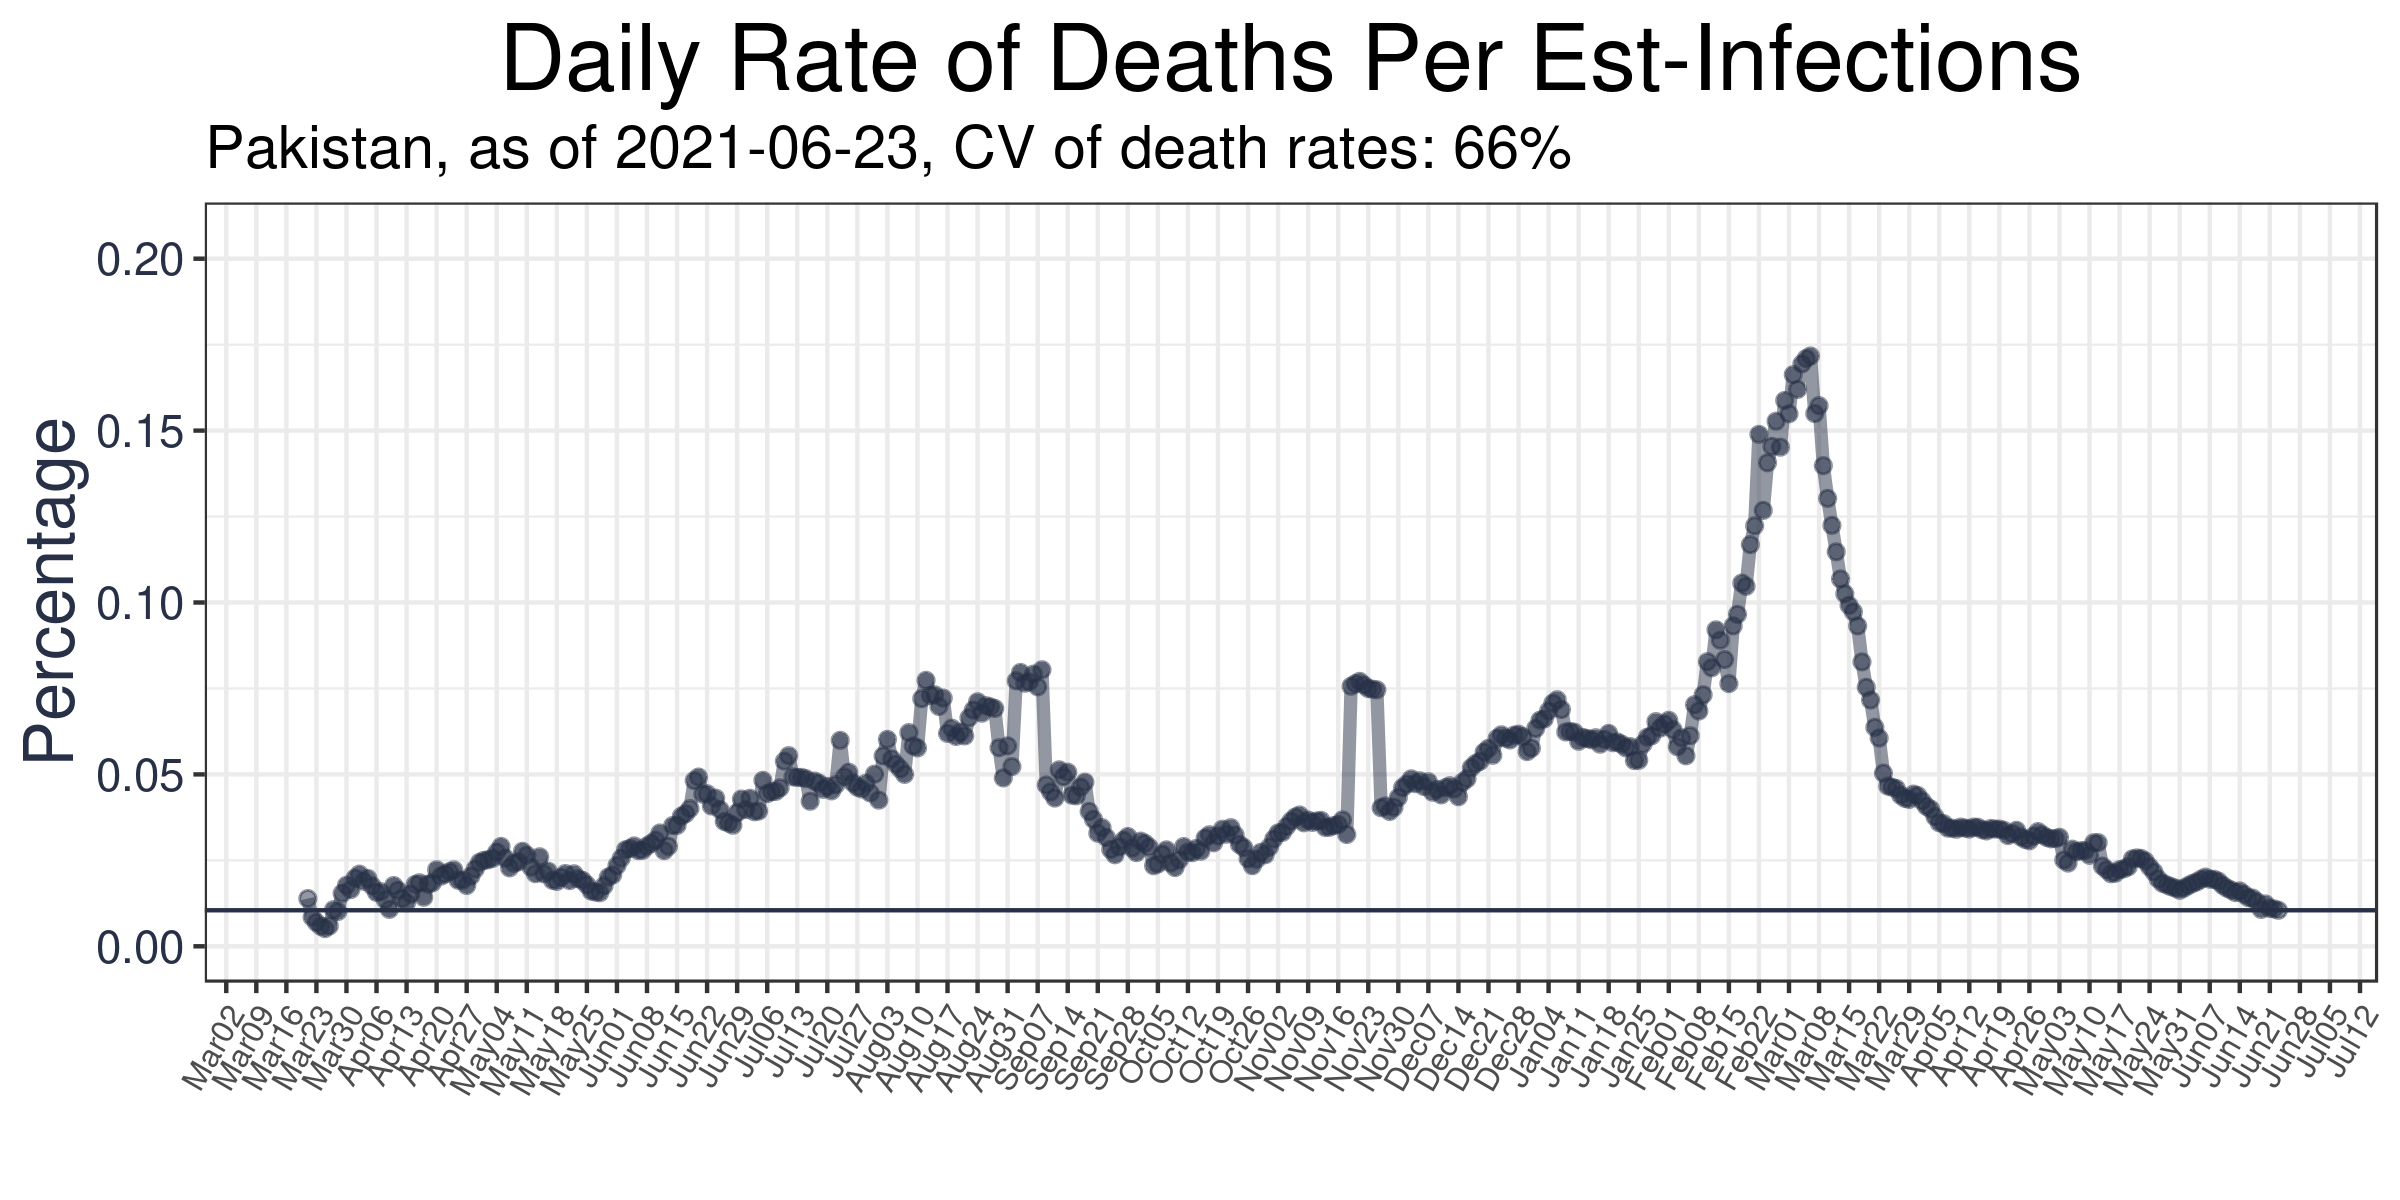 Daily Rate of Deaths Per Est-Infections
Pakistan, as of 2021-06-23, CV of death rates: 66%
Percentage
0.20
0.15
0.10
0.05
0.00
Mar02
Mar09
Mar16
Mar23
Mar30
Apr06
Apr13
Apr20
Apr27
May04
May11
May18
May25
Jun01
Jun08
Jun15
Jun22
Jun29
Jul06
Jul13
Jul20
Jul27
Aug03
Aug10
Aug17
Aug24
Aug31
Sep07
Sep14
Sep21
Sep28
Oct05
Oct12
Oct19
Oct26
Nov02
Nov09
Nov16
Nov23
Nov30
Dec07
Dec14
Dec21
Dec28
Dec04
Jan11
Jan18
Jan25
Feb01
Feb08
Feb15
Feb22
Mar01
Mar08
Mar15
Mar22
Mar29
Apr05
Apr12
Apr19
Apr26
May03
May10
May17
May24
May31
May07
Jun14
Jun21
Jun28
Jul05
Jul12